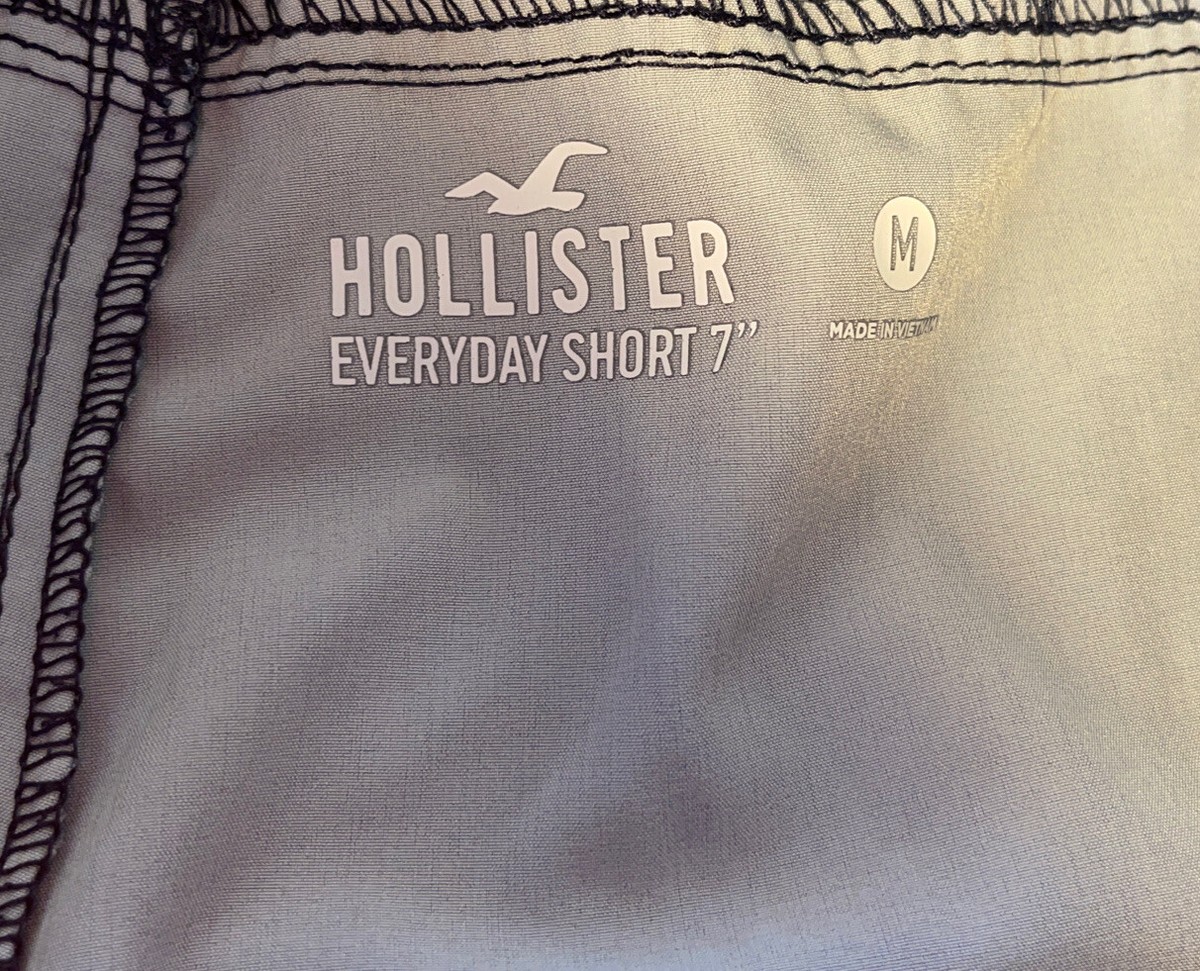 HOLLISTER
EVERYDAY SHORT 7”
M
MADE IN VIETNAM